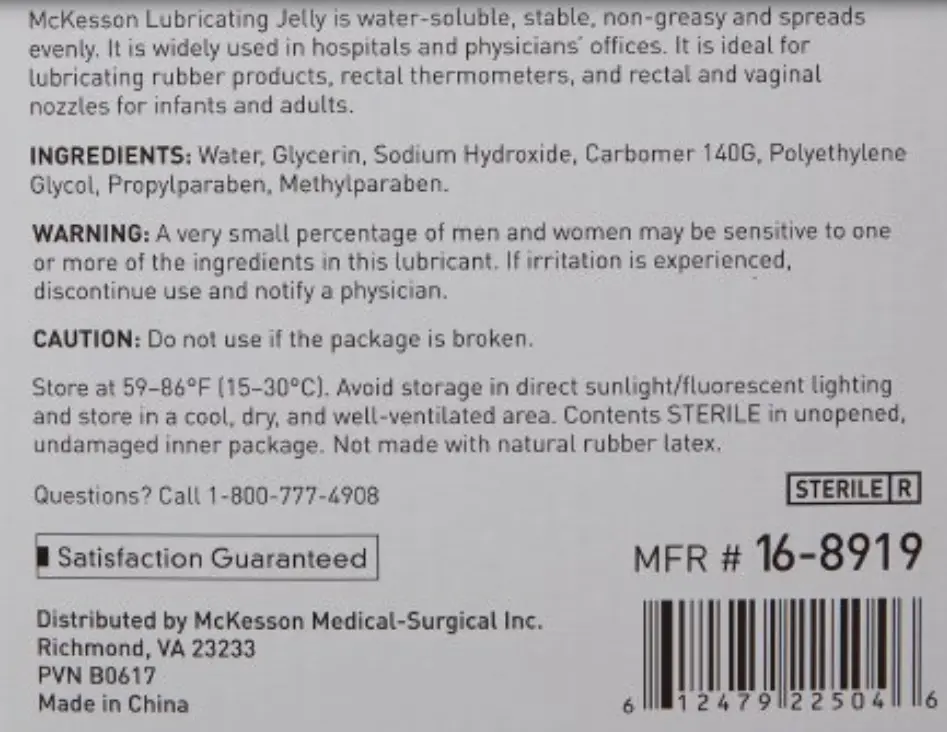 McKesson Lubricating Jelly is water-soluble, stable, non-greasy and spreads
evenly. It is widely used in hospitals and physicians' offices. It is ideal for
lubricating rubber products, rectal thermometers, and rectal and vaginal
nozzles for infants and adults.
INGREDIENTS: Water, Glycerin, Sodium Hydroxide, Carbomer 140G, Polyethylene
Glycol, Propylparaben, Methylparaben.
WARNING: A very small percentage of men and women may be sensitive to one
or more of the ingredients in this lubricant. If irritation is experienced,
discontinue use and notify a physician.
CAUTION: Do not use if the package is broken.
Store at 59–86°F (15–30°C). Avoid storage in direct sunlight/fluorescent lighting
and store in a cool, dry, and well-ventilated area. Contents STERILE in unopened,
undamaged inner package. Not made with natural rubber latex.
Questions? Call 1-800-777-4908
STERILE R
Satisfaction Guaranteed
MFR # 16-8919
Distributed by McKesson Medical-Surgical Inc.
Richmond, VA 23233
PVN B0617
Made in China
6 12479 22504 6